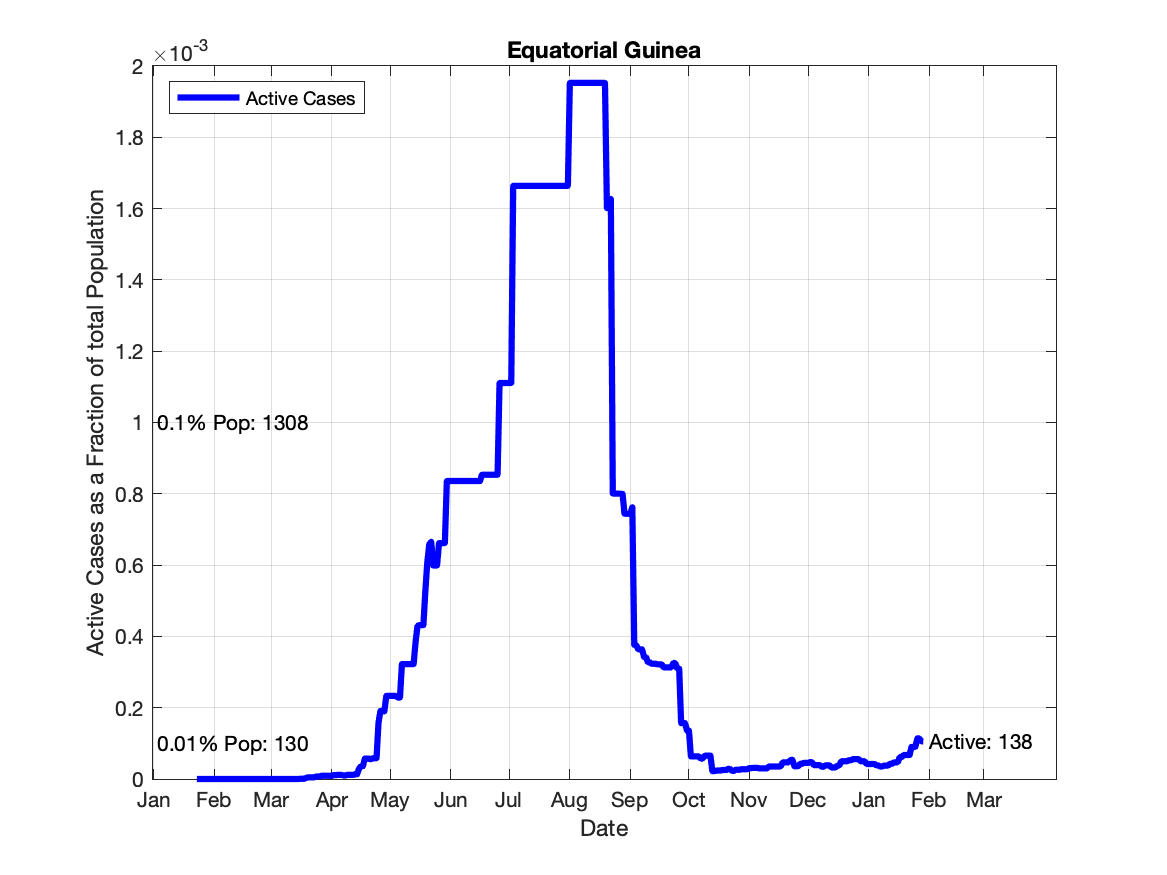 Equatorial Guinea
×10-3
Active Cases
2
1.8
1.6
1.4
1.2
1
0.8
0.6
0.4
0.2
0
0.1% Pop: 1308
0.01% Pop: 130
Active: 138
Active Cases as a Fraction of total Population
Jan Feb Mar Apr May Jun Jul Aug Sep Oct Nov Dec Jan Feb Mar
Date